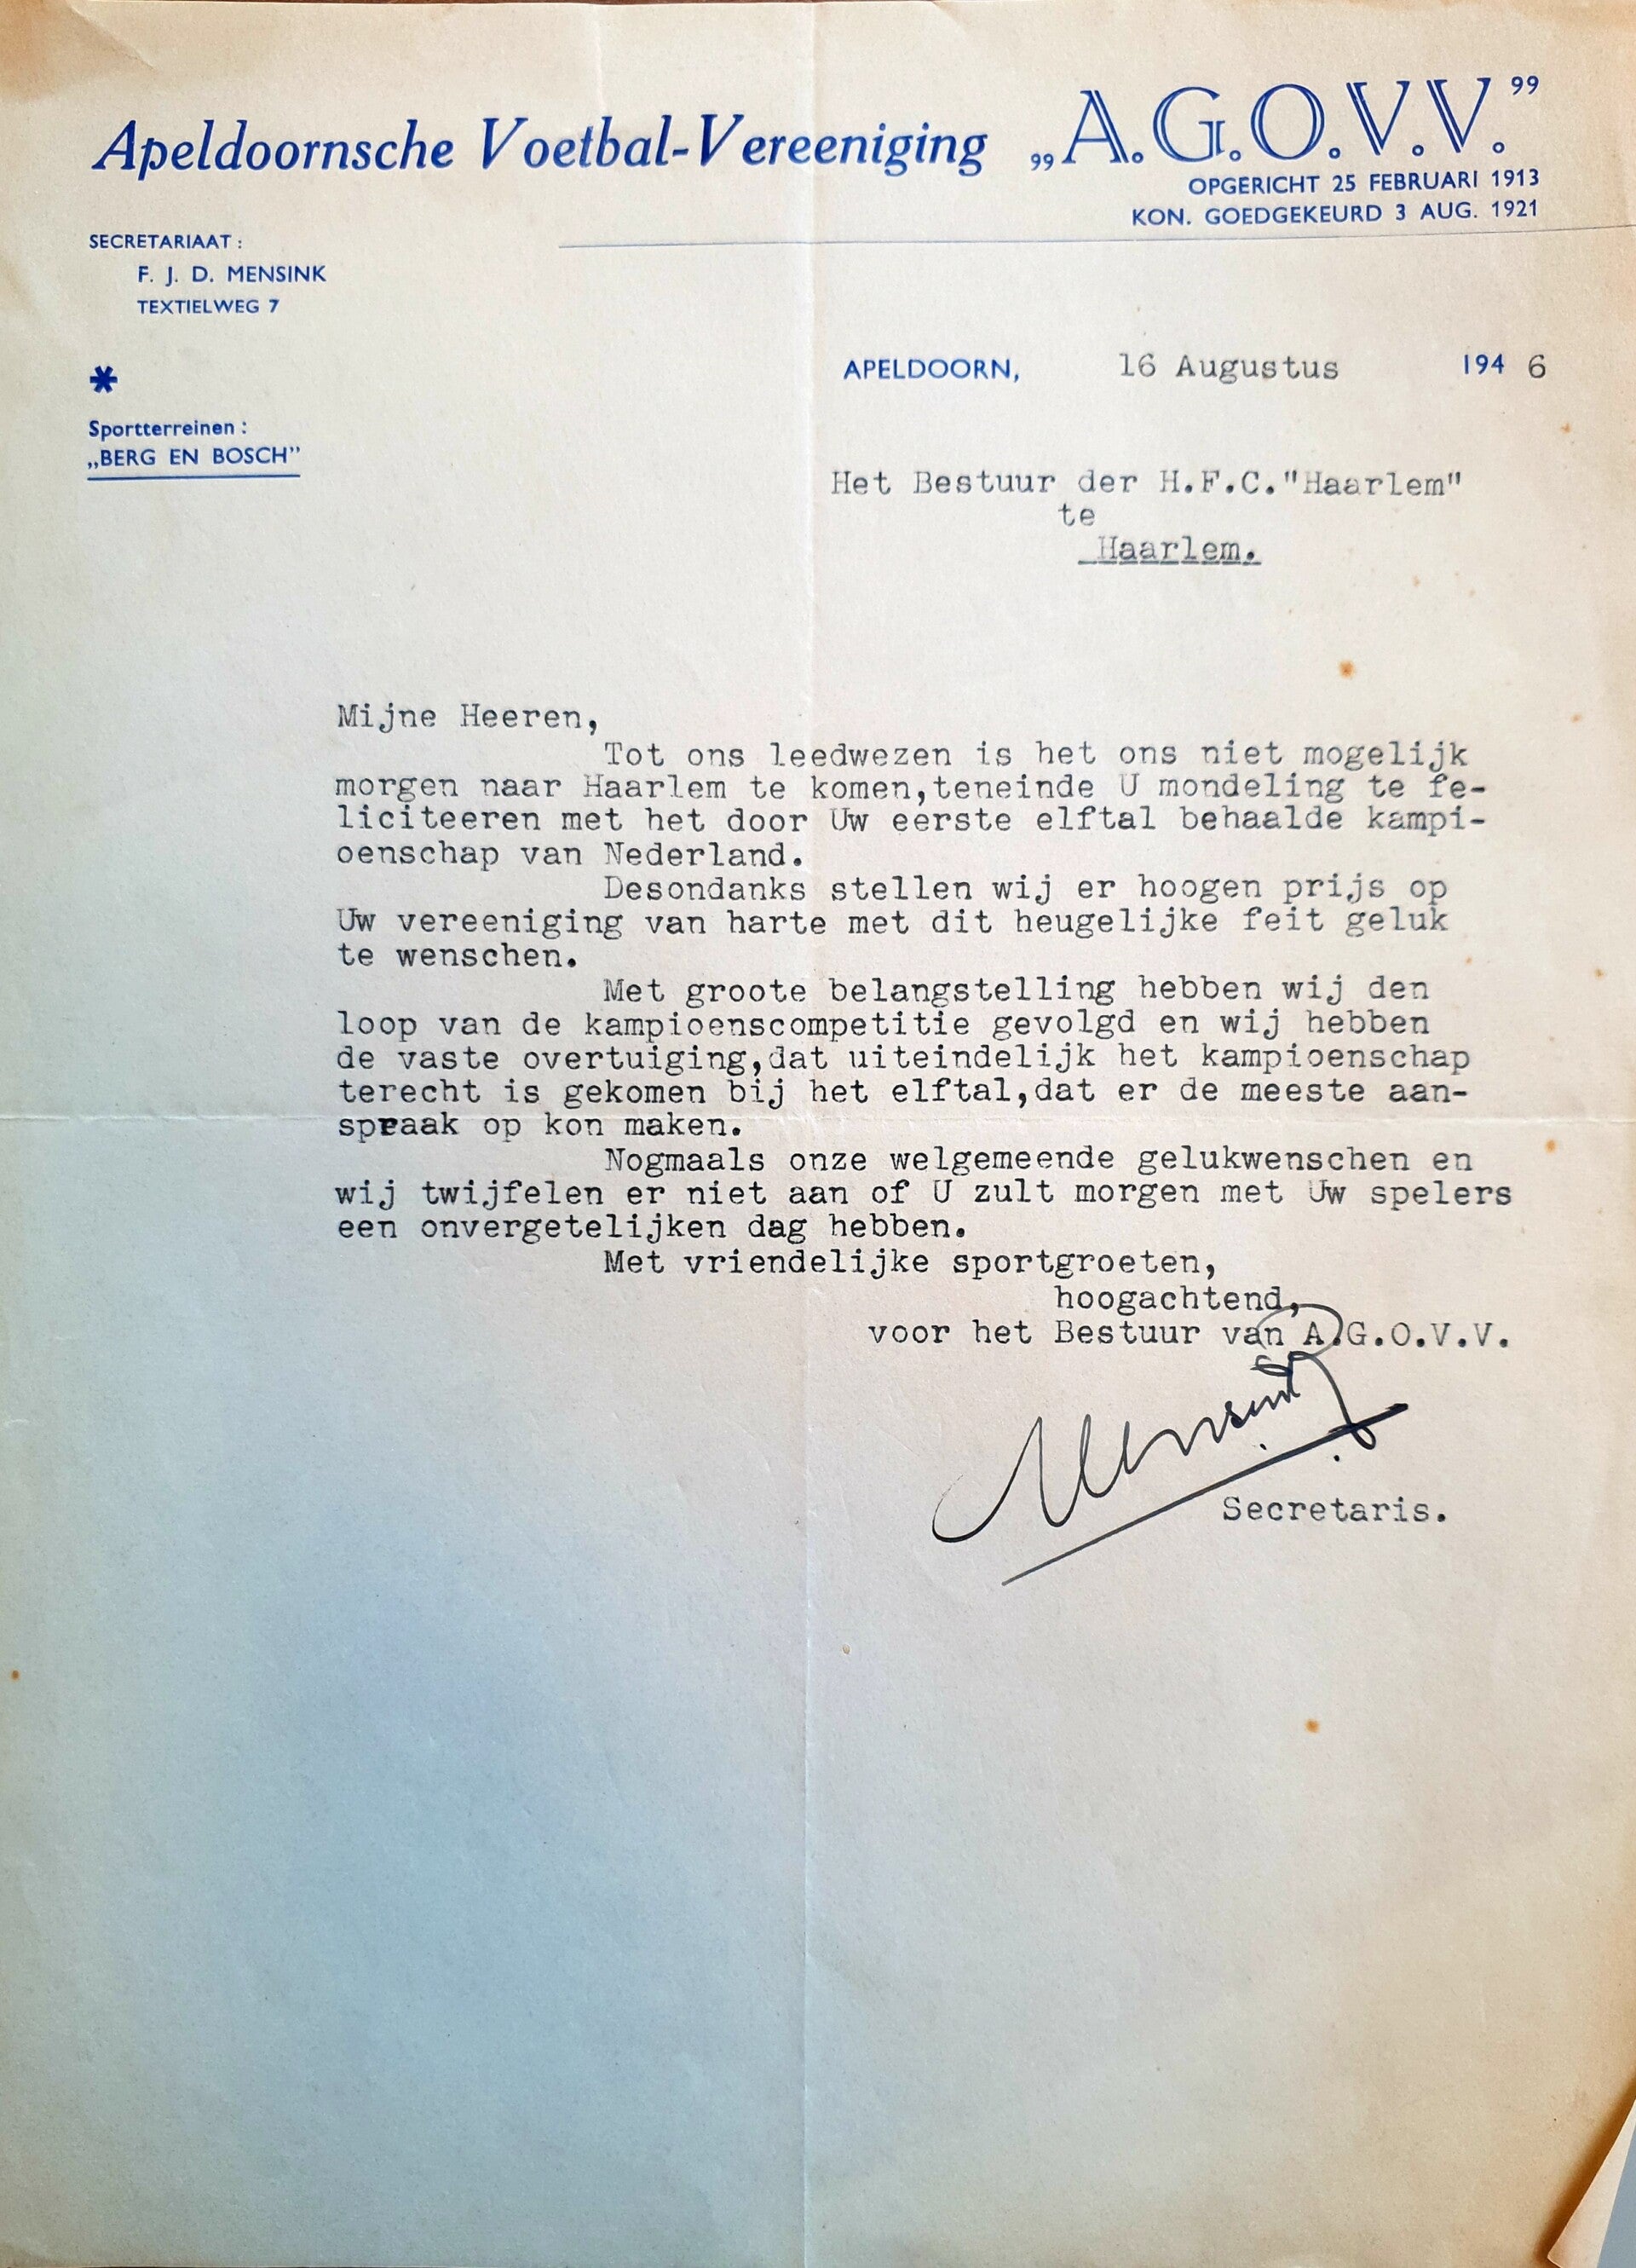 Apeldoornsche Voetbal-Vereeniging „A.G.O.V.V.”
OPGERICHT 25 FEBRUARI 1913
KON. GOEDGEKEURD 3 AUG. 1921
SECRETARIAAT :
F. J. D. MENSINK
TEXTIELWEG 7
*
Sportterreinen :
„BERG EN BOSCH”
APELDOORN, 16 Augustus 194 6
Het Bestuur der H.F.C."Haarlem"
te
Haarlem.
Mijne Heeren,
Tot ons leedwezen is het ons niet mogelijk
morgen naar Haarlem te komen,teneinde U mondeling te fe-
liciteeren met het door Uw eerste elftal behaalde kampi-
oenschap van Nederland.
Desondanks stellen wij er hoogen prijs op
Uw vereeniging van harte met dit heugelijke feit geluk
te wenschen.
Met groote belangstelling hebben wij den
loop van de kampioenscompetitie gevolgd en wij hebben
de vaste overtuiging,dat uiteindelijk het kampioenschap
terecht is gekomen bij het elftal,dat er de meeste aan-
spraak op kon maken.
Nogmaals onze welgemeende gelukwenschen en
wij twijfelen er niet aan of U zult morgen met Uw spelers
een onvergetelijken dag hebben.
Met vriendelijke sportgroeten,
hoogachtend,
voor het Bestuur van A.G.O.V.V.
Mensink
Secretaris.